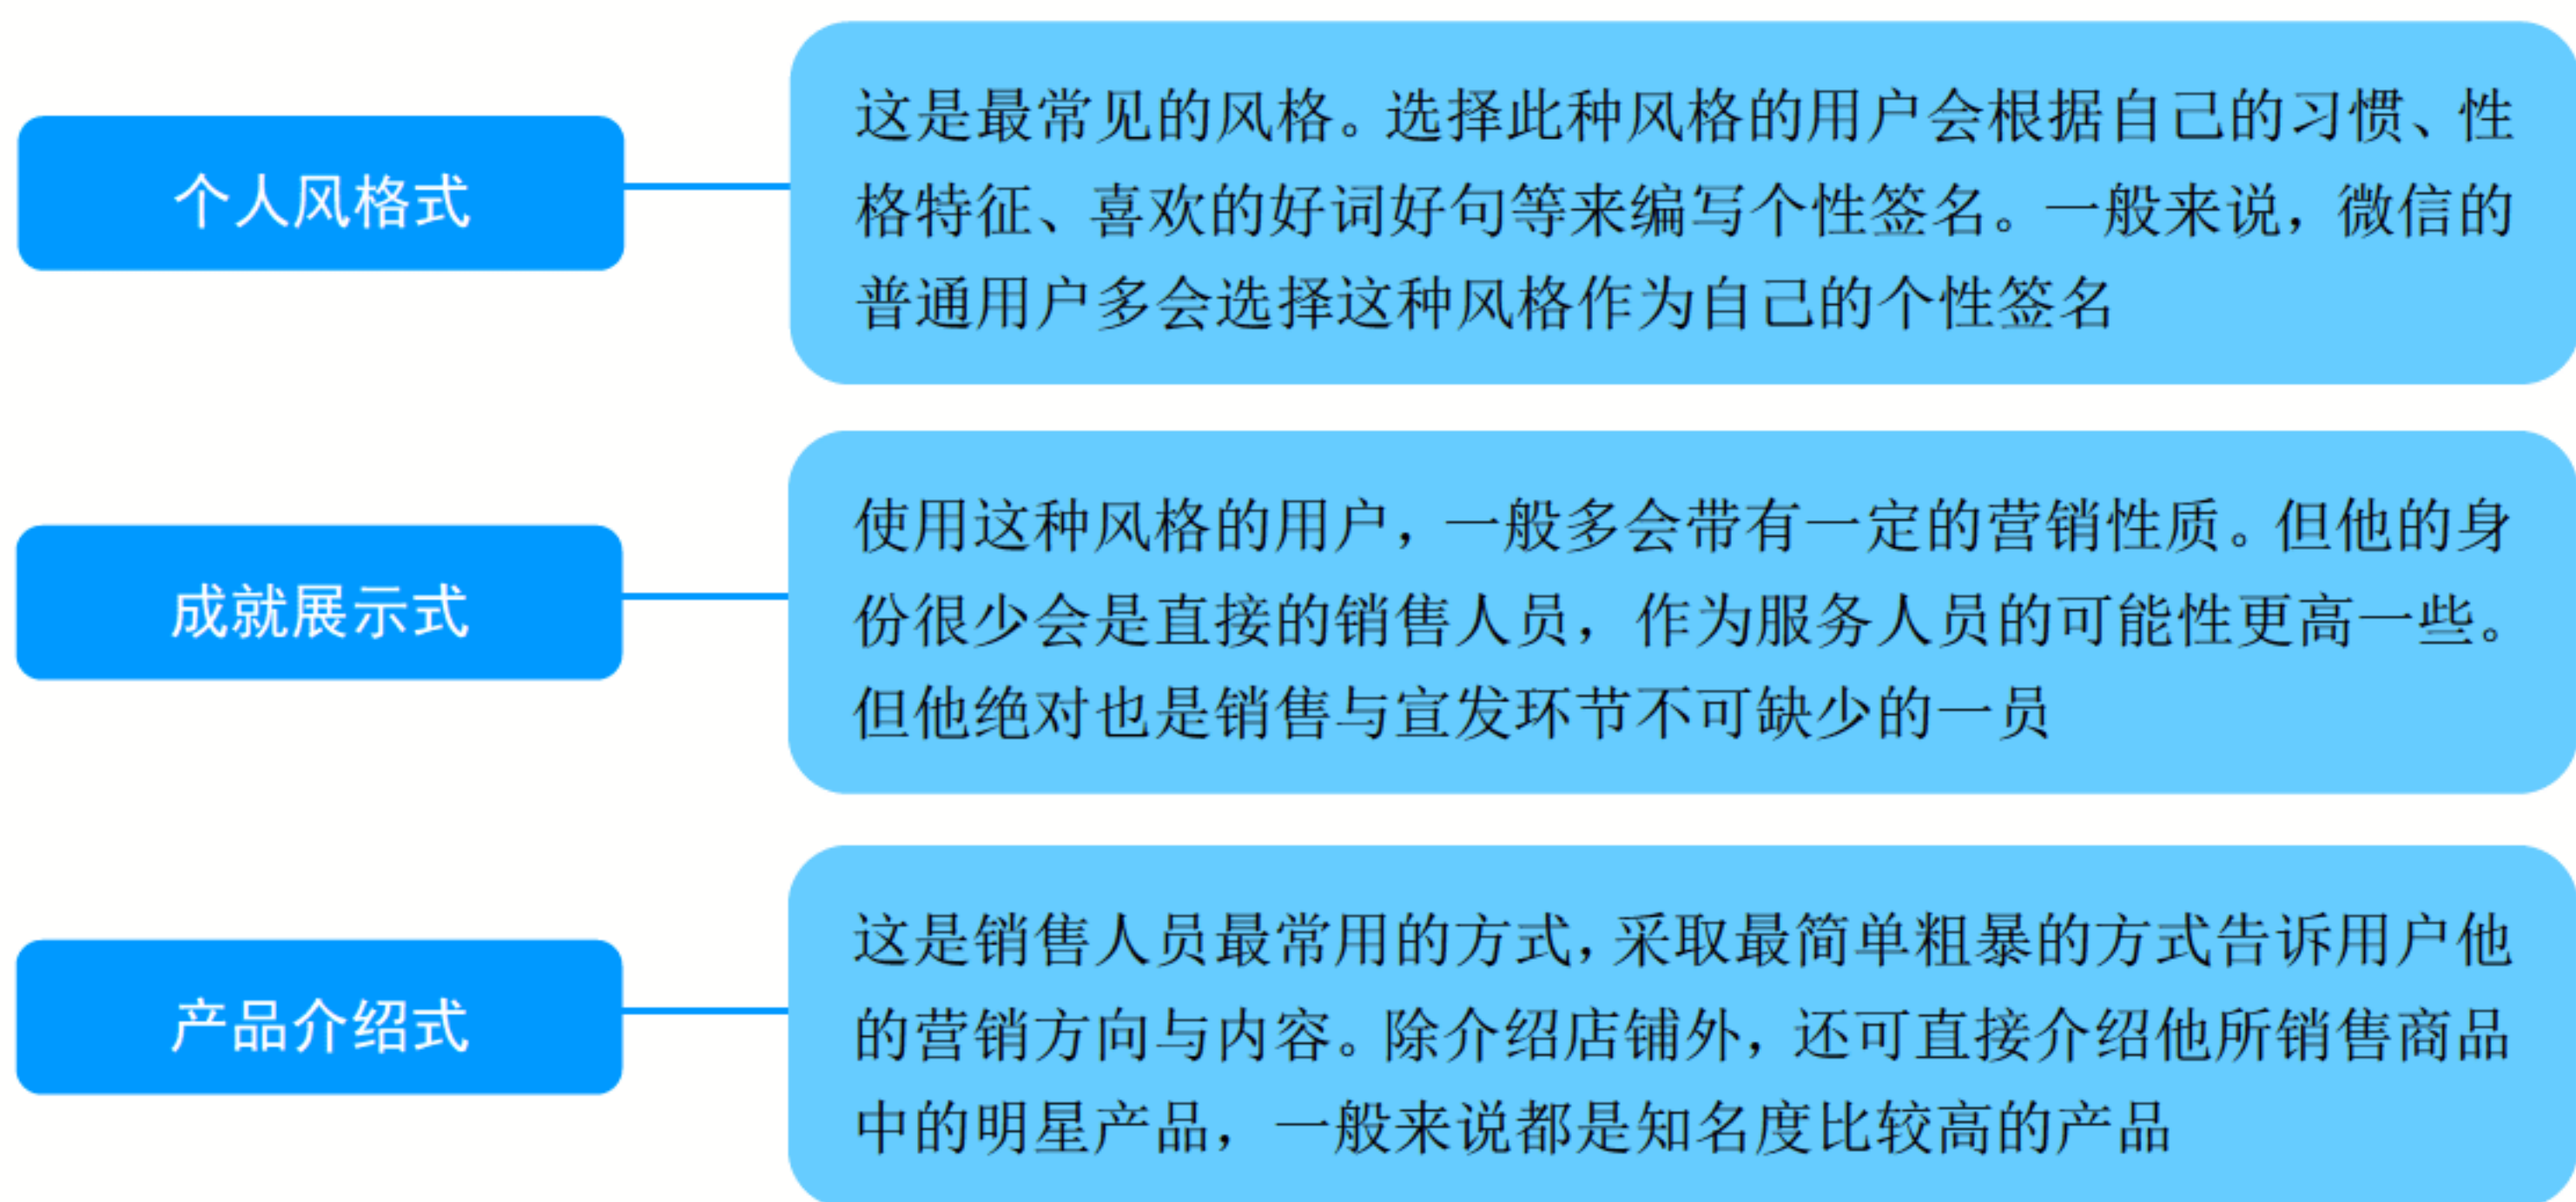 个人风格式
这是最常见的风格。选择此种风格的用户会根据自己的习惯、性
格特征、喜欢的好词好句等来编写个性签名。一般来说，微信的
普通用户多会选择这种风格作为自己的个性签名
成就展示式
使用这种风格的用户，一般多会带有一定的营销性质。但他的身
份很少会是直接的销售人员，作为服务人员的可能性更高一些。
但他绝对也是销售与宣发环节不可缺少的一员
产品介绍式
这是销售人员最常用的方式，采取最简单粗暴的方式告诉用户他
的营销方向与内容。除介绍店铺外，还可直接介绍他所销售商品
中的明星产品，一般来说都是知名度比较高的产品